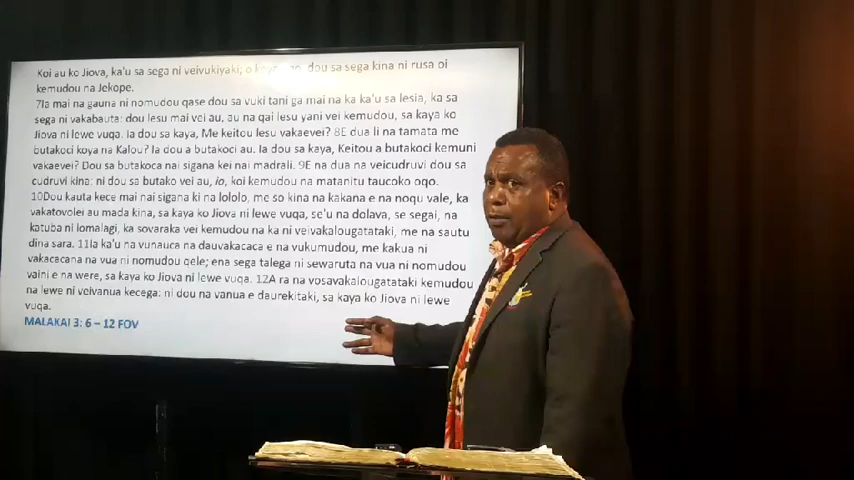 Koi au ko Jiova, ka'u sa sega ni veivukiyaki; o dou sa sega kina ni rusa oi
kemudou na Jekope.
7Ia mai na gauna ni nomudou qase dou sa vuki tani ga mai na ka ka'u sa lesia, ka sa
sega ni vakabauta: dou lesu mai vei au, au na qai lesu yani vei kemudou, sa kaya ko
Jiova ni lewe vuqa. Ia dou sa kaya, Me keitou lesu vakaevei? 8E dua li na tamata me
butakoci koya na Kalou? Ia dou a butakoci au. Ia dou sa kaya, Keitou a butakoci kemuni
vakaevei? Dou sa butakoca nai sigana kei nai madrali. 9E na dua na veicudruvi dou sa
cudruvi kina: ni dou sa butako vei au, io, koi kemudou na matanitu taucoko oqo.
10Dou kauta kece mai nai sigana ki na lololo, me so kina na kakana e na noqu vale, ka
vakatovolei au mada kina, sa kaya ko Jiova ni lewe vuqa, se'u na dolava, se segai, na
katuba ni lomalagi, ka sovaraka vei kemudou na ka ni veivakalougatataki, me na sautu
dina sara. 11Ia ka'u na vunauca na dauvakacaca e na vukumudou, me kakua ni
vakacacana na vua ni nomudou qele; ena sega talega ni sewaruta na vua ni nomudou
vaini e na were, sa kaya ko Jiova ni lewe vuqa. 12A ra na vosavakalougatataki kemudou
na lewe ni veivanua kecega: ni dou na vanua e daurekitaki, sa kaya ko Jiova ni lewe
vuqa.
MALAKAI 3: 6 – 12 FOV